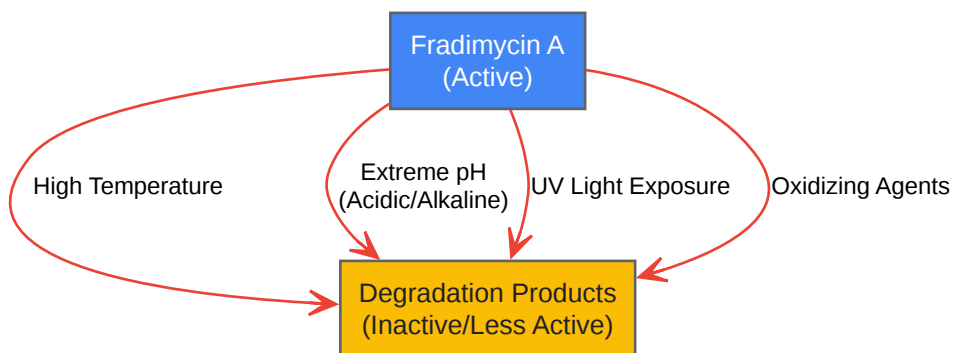 Fradimycin A
(Active)
High Temperature
Extreme pH
(Acidic/Alkaline)
UV Light Exposure
Oxidizing Agents
Degradation Products
(Inactive/Less Active)